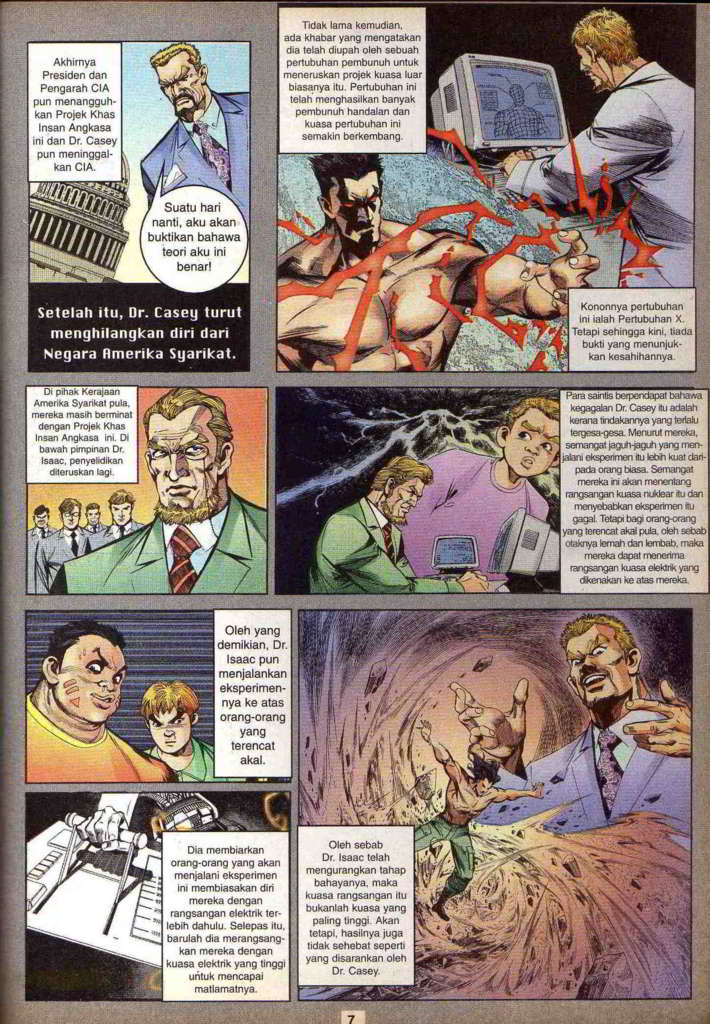 Akhirnya
Presiden dan
Pengarah CIA
pun menangguh-
kan Projek Khas
Insan Angkasa
ini dan Dr. Casey
pun meninggal-
kan CIA.
Suatu hari
nanti, aku akan
buktikan bahawa
teori aku ini
benar!
Setelah itu, Dr. Casey turut
menghilangkan diri dari
Negara Amerika Syarikat.
Tidak lama kemudian,
ada khabar yang mengatakan
dia telah diupah oleh sebuah
pertubuhan pembunuh untuk
meneruskan projek kuasa luar
biasanya itu. Pertubuhan ini
telah menghasilkan banyak
pembunuh handalan dan
kuasa pertubuhan ini
semakin berkembang.
Kononnya pertubuhan
ini ialah Pertubuhan X.
Tetapi sehingga kini, tiada
bukti yang menunjuk-
kan kesahihannya.
Di pihak Kerajaan
Amerika Syarikat pula,
mereka masih berminat
dengan Projek Khas
Insan Angkasa ini. Di
bawah pimpinan Dr.
Isaac, penyelidikan
diteruskan lagi.
Para saintis berpendapat bahawa
kegagalan Dr. Casey itu adalah
kerana tindakannya yang terlalu
tergesa-gesa. Menurut mereka,
semangat jaguh-jaguh yang men-
jalani eksperimen itu lebih kuat dari-
pada orang biasa. Semangat
mereka ini akan menentang
rangsangan kuasa nuklear itu dan
menyebabkan eksperimen itu
gagal. Tetapi bagi orang-orang
yang terencat akal pula, oleh sebab
otaknya lemah dan lembab, maka
mereka dapat menerima
rangsangan kuasa elektrik yang
dikenakan ke atas mereka.
Oleh yang
demikian, Dr.
Isaac pun
menjalankan
eksperimen-
nya ke atas
orang-orang
yang
terencat
akal.
Dia membiarkan
orang-orang yang akan
menjalani eksperimen
ini membiasakan diri
mereka dengan
rangsangan elektrik ter-
lebih dahulu. Selepas itu,
barulah dia merangsang-
kan mereka dengan
kuasa elektrik yang tinggi
untuk mencapai
matlamatnya.
Oleh sebab
Dr. Isaac telah
mengurangkan tahap
bahayanya, maka
kuasa rangsangan itu
bukanlah kuasa yang
paling tinggi. Akan
tetapi, hasilnya juga
tidak sehebat seperti
yang disarankan oleh
Dr. Casey.
7